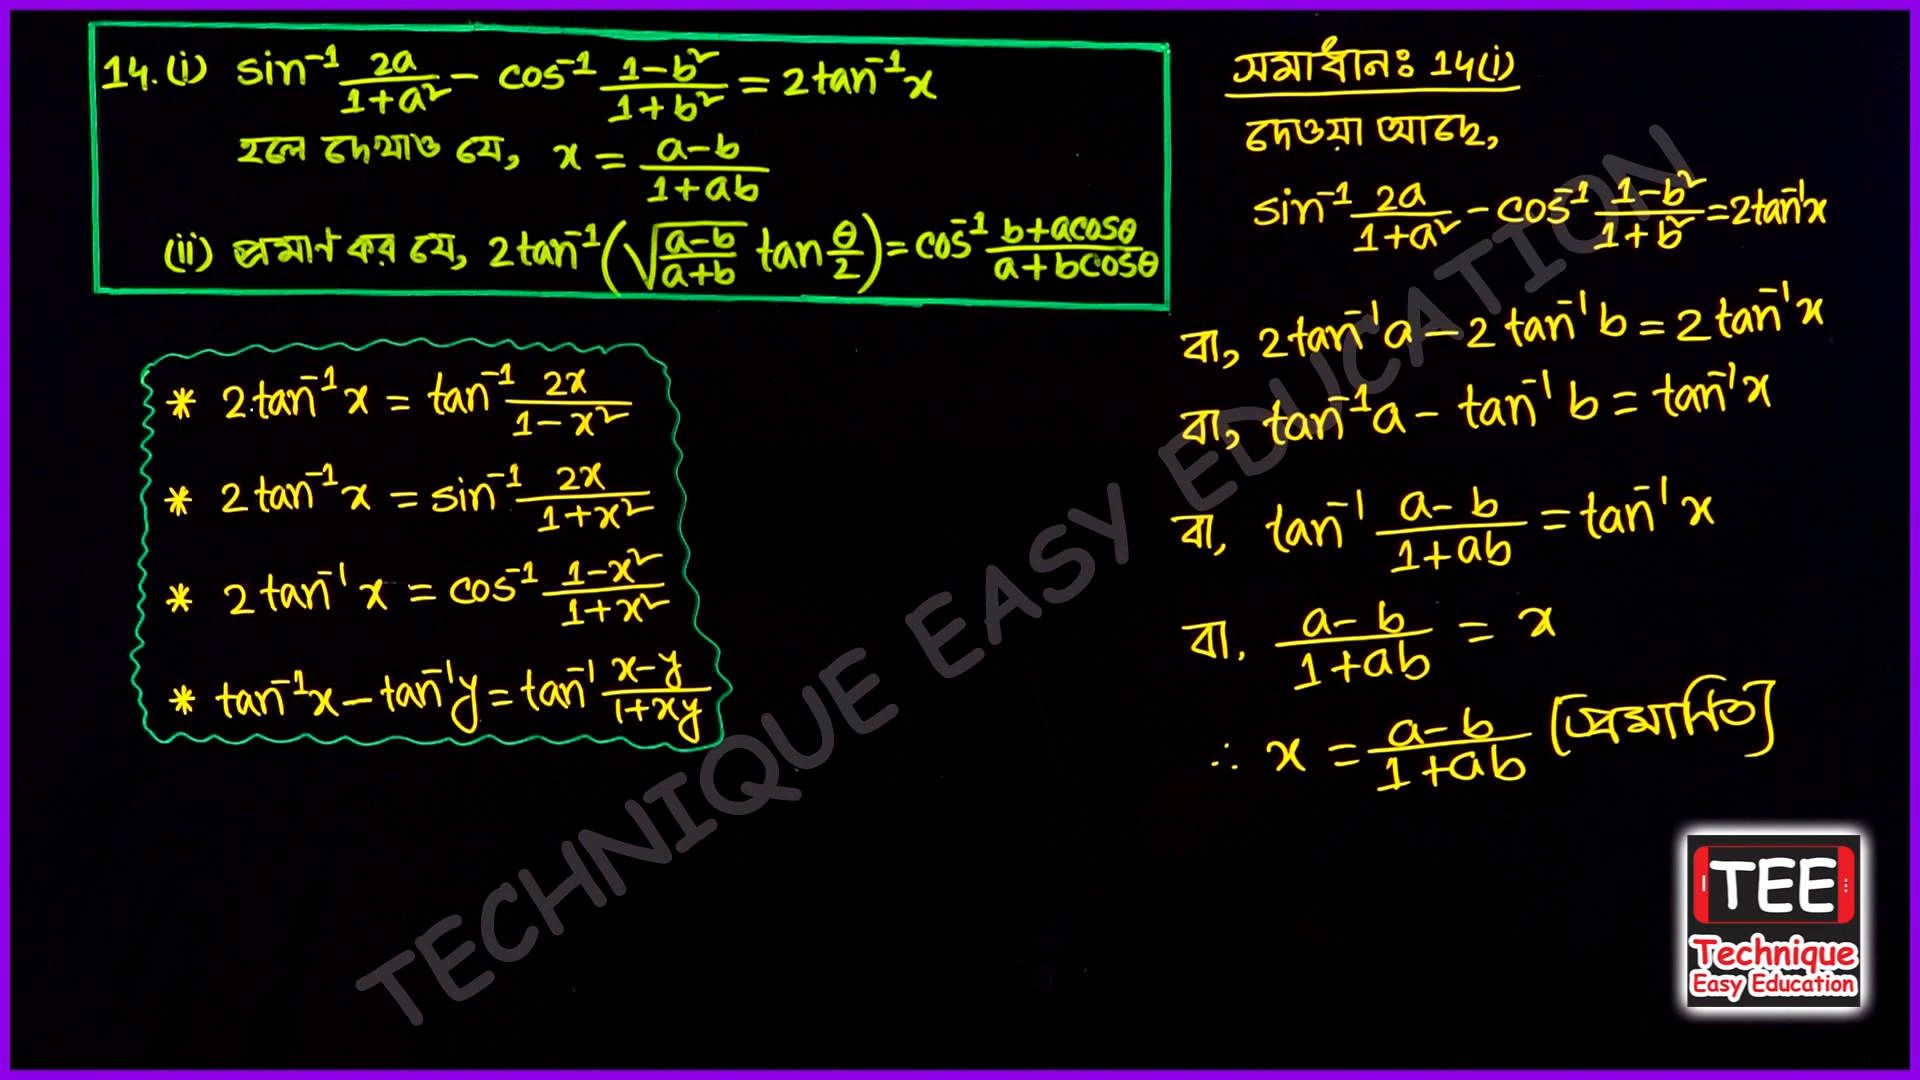 14.(i) sin⁻¹ 2a/(1+a²) − cos⁻¹ (1−b²)/(1+b²) = 2tan⁻¹x
হলে দেখাও যে, x = (a−b)/(1+ab)
(ii) প্রমাণ কর যে, 2tan⁻¹(√((a−b)/(a+b)) tan θ/2) = cos⁻¹ (b+acosθ)/(a+bcosθ)
* 2tan⁻¹x = tan⁻¹ 2x/(1−x²)
* 2tan⁻¹x = sin⁻¹ 2x/(1+x²)
* 2tan⁻¹x = cos⁻¹ (1−x²)/(1+x²)
* tan⁻¹x − tan⁻¹y = tan⁻¹ (x−y)/(1+xy)
সমাধানঃ 14(i)
দেওয়া আছে,
sin⁻¹ 2a/(1+a²) − cos⁻¹ (1−b²)/(1+b²) = 2tan⁻¹x
বা, 2tan⁻¹a − 2tan⁻¹b = 2tan⁻¹x
বা, tan⁻¹a − tan⁻¹b = tan⁻¹x
বা, tan⁻¹ (a−b)/(1+ab) = tan⁻¹x
বা, (a−b)/(1+ab) = x
∴ x = (a−b)/(1+ab) [প্রমাণিত]
TECHNIQUE EASY EDUCATION
TEE
Technique
Easy Education